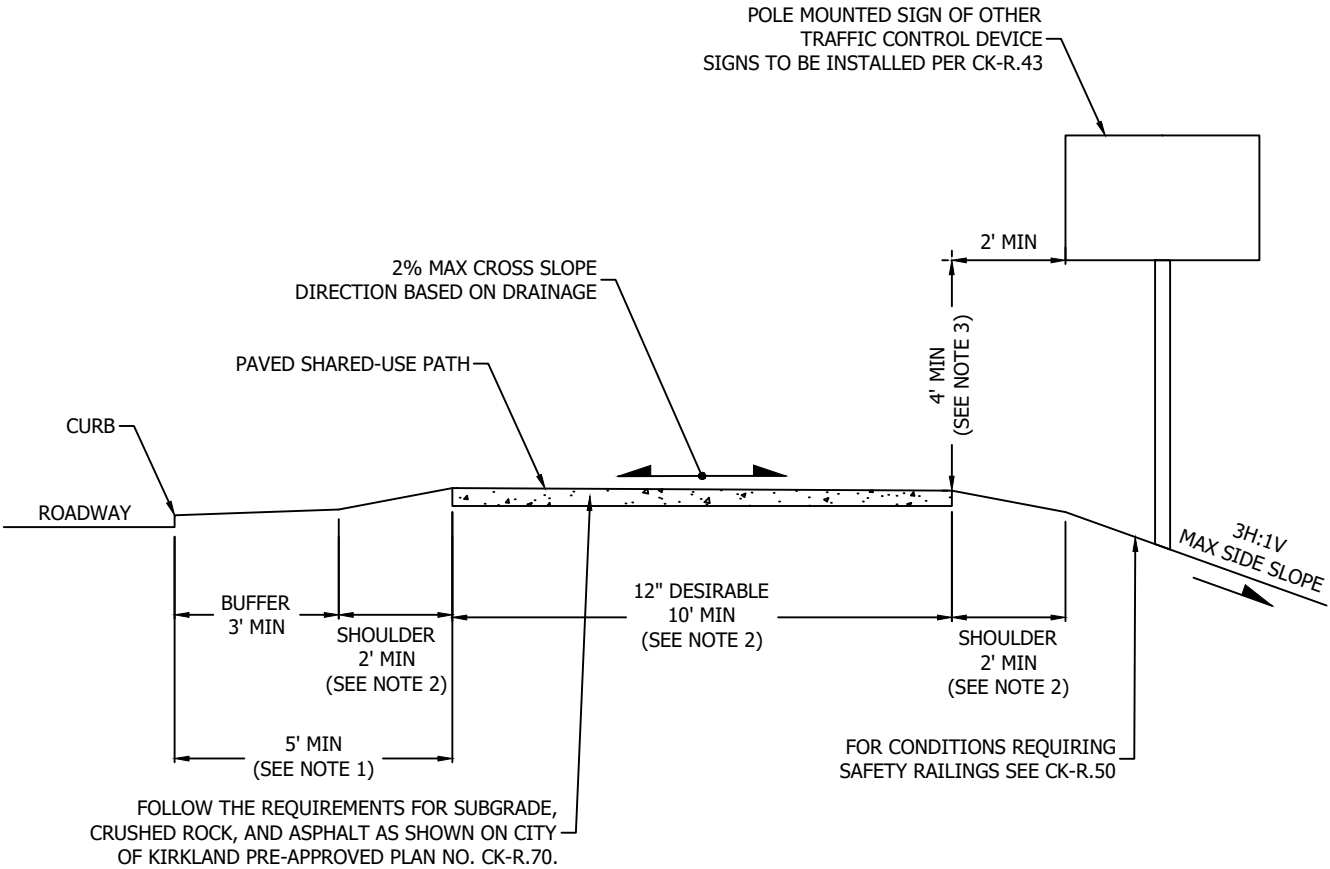 POLE MOUNTED SIGN OF OTHER
TRAFFIC CONTROL DEVICE
SIGNS TO BE INSTALLED PER CK-R.43
2' MIN
2% MAX CROSS SLOPE
DIRECTION BASED ON DRAINAGE
4' MIN
(SEE NOTE 3)
PAVED SHARED-USE PATH
CURB
ROADWAY
3H:1V
MAX SIDE SLOPE
BUFFER
3' MIN
SHOULDER
2' MIN
(SEE NOTE 2)
12" DESIRABLE
10' MIN
(SEE NOTE 2)
SHOULDER
2' MIN
(SEE NOTE 2)
5' MIN
(SEE NOTE 1)
FOR CONDITIONS REQUIRING
SAFETY RAILINGS SEE CK-R.50
FOLLOW THE REQUIREMENTS FOR SUBGRADE,
CRUSHED ROCK, AND ASPHALT AS SHOWN ON CITY
OF KIRKLAND PRE-APPROVED PLAN NO. CK-R.70.